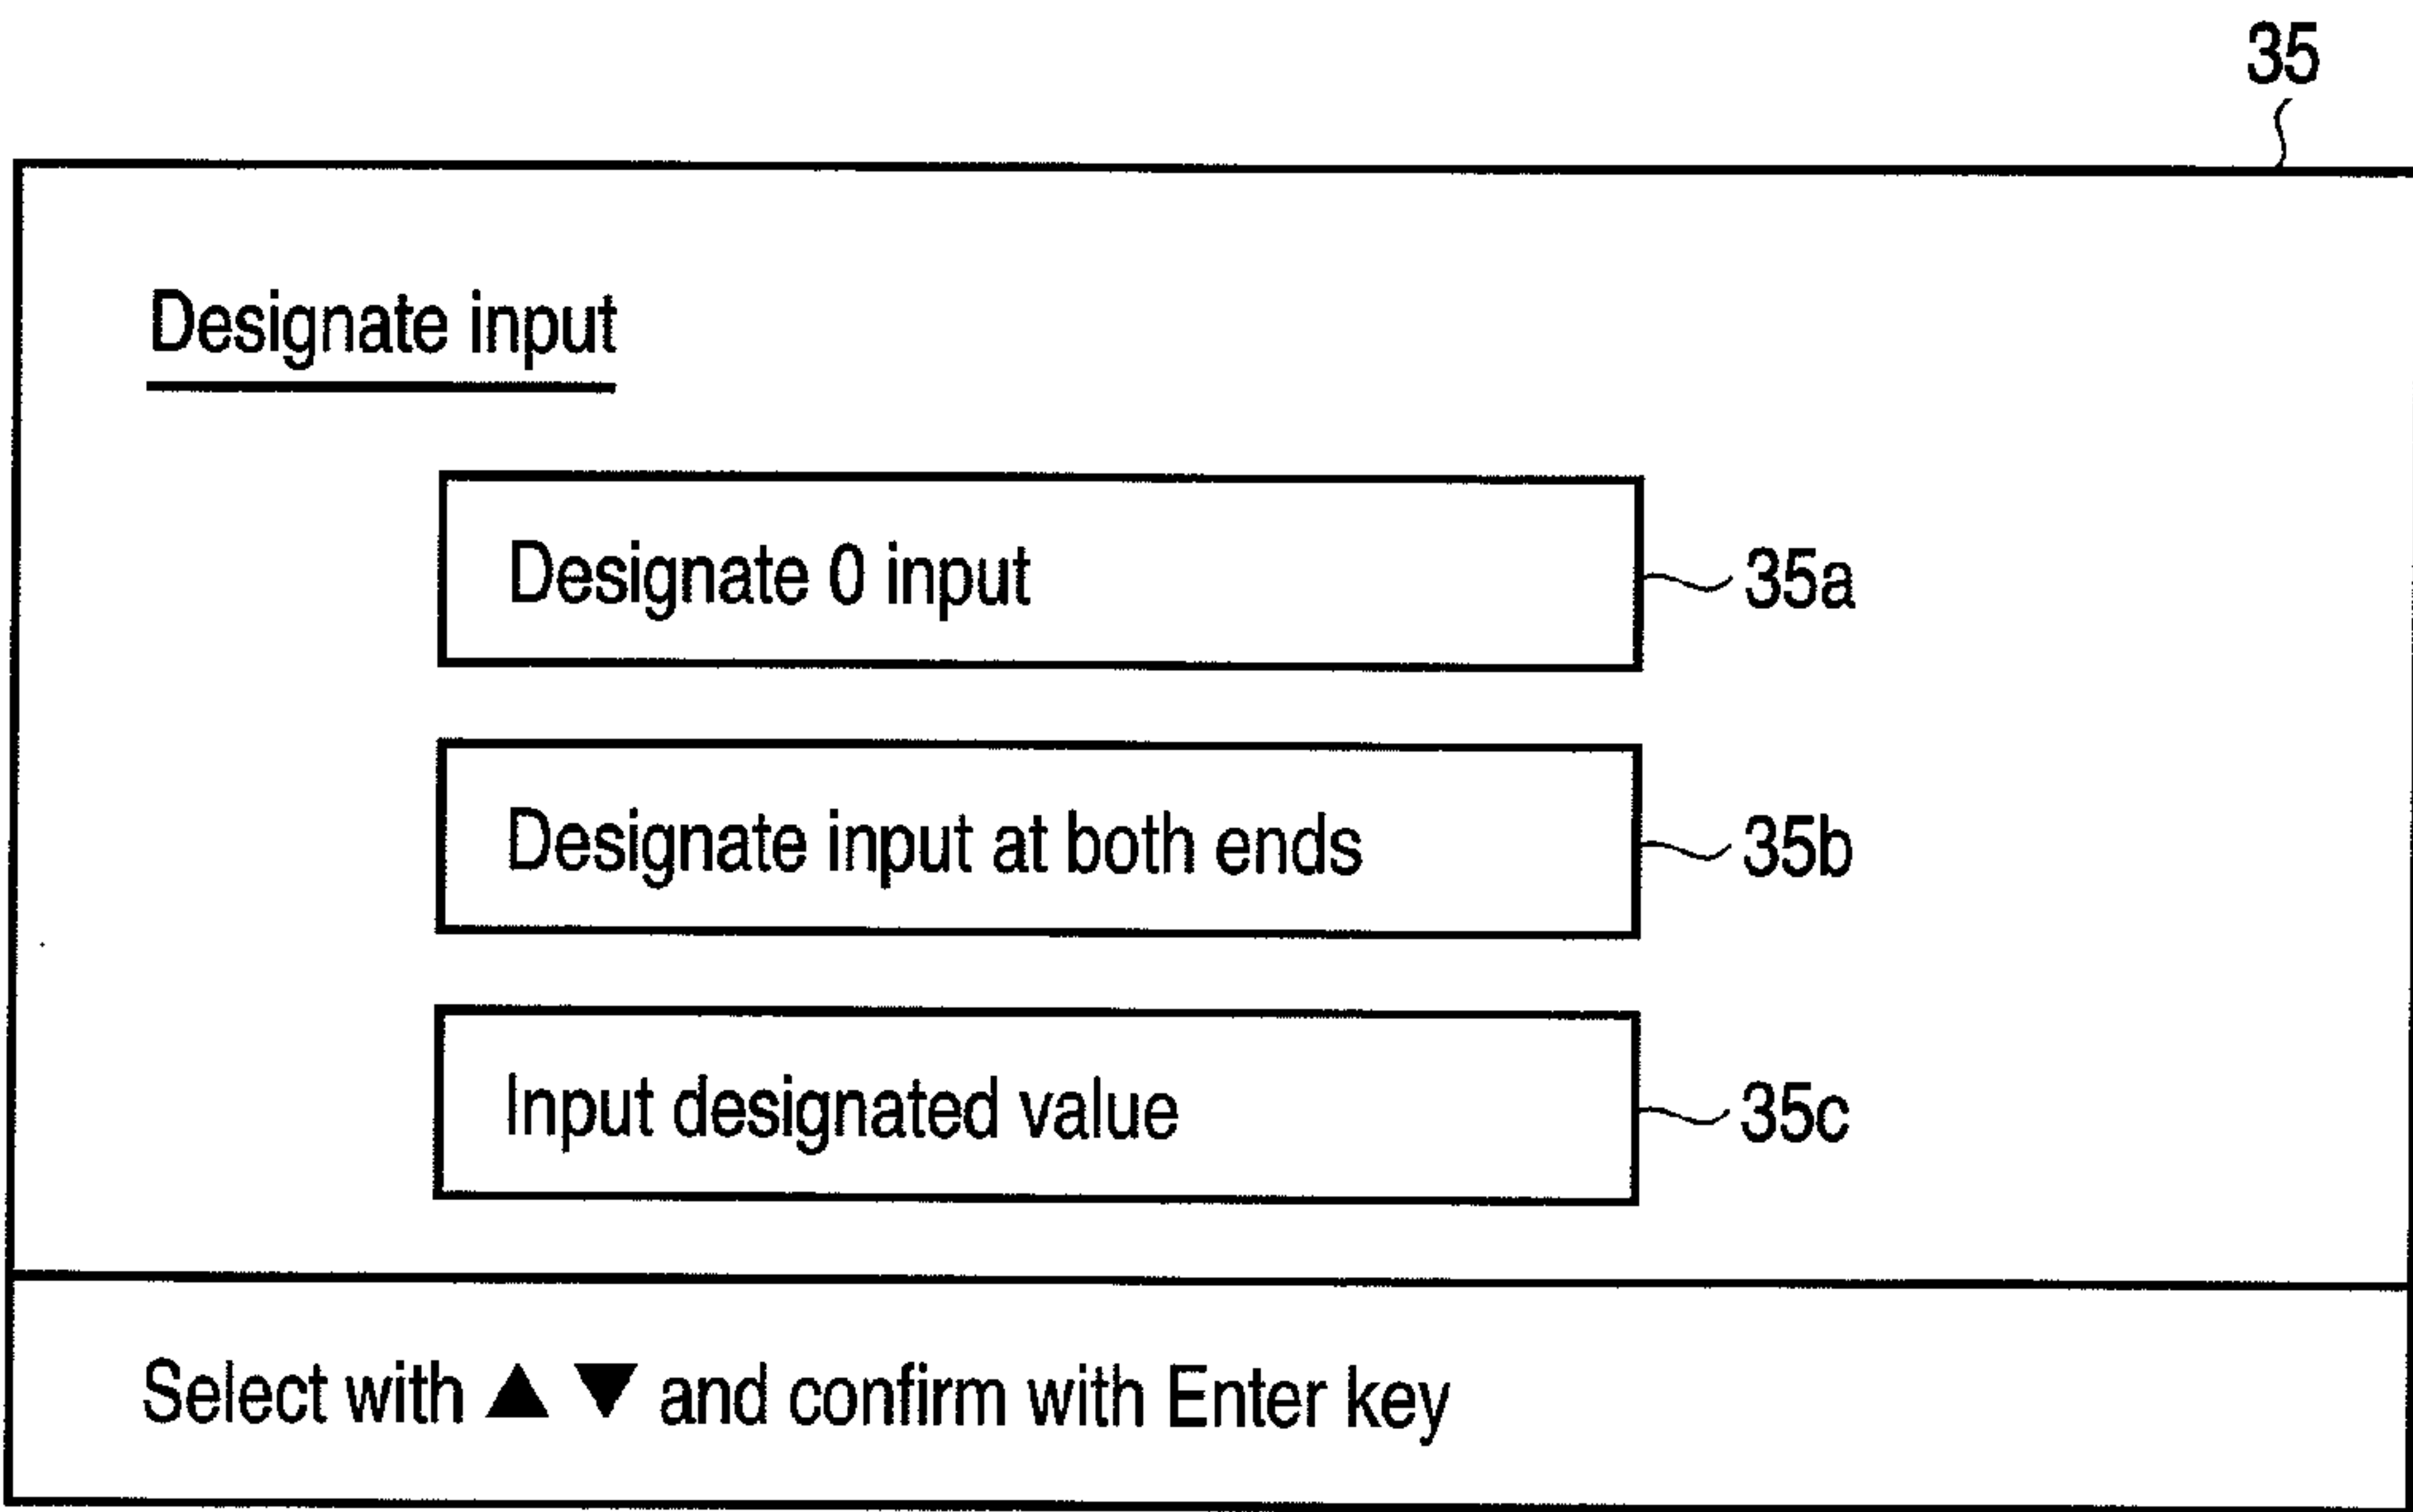 35
Designate input
Designate 0 input 35a
Designate input at both ends 35b
Input designated value 35c
Select with ▲ ▼ and confirm with Enter key